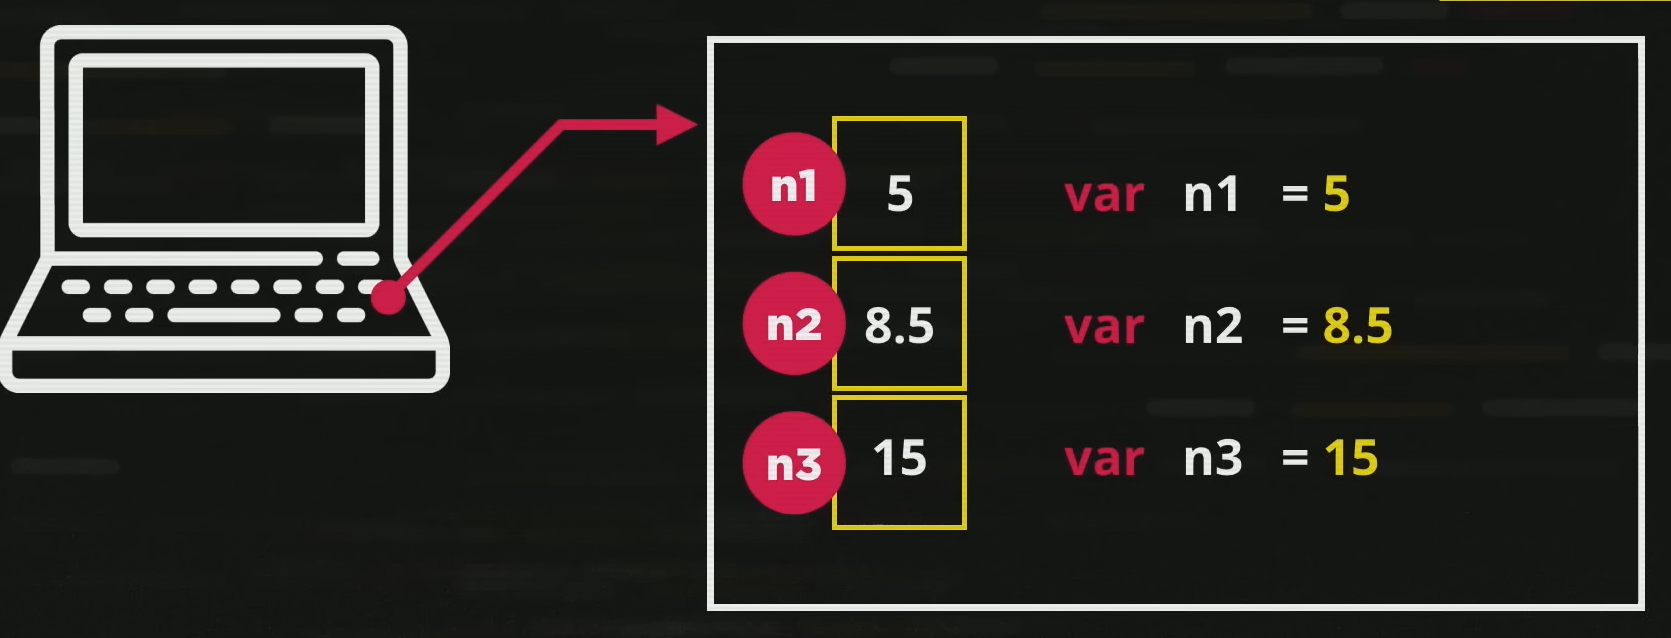 n1 5 var n1 = 5
n2 8.5 var n2 = 8.5
n3 15 var n3 = 15